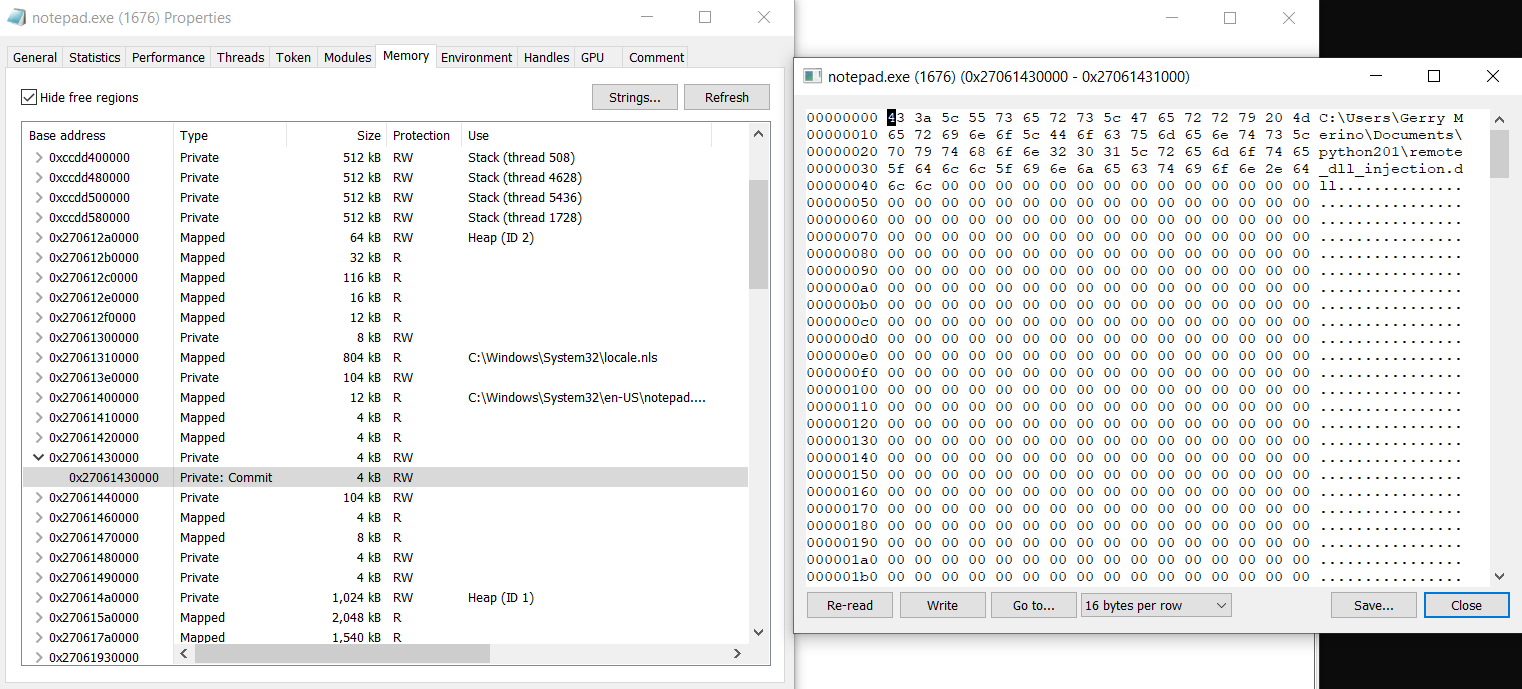 notepad.exe (1676) Properties
General Statistics Performance Threads Token Modules Memory Environment Handles GPU Comment
Hide free regions Strings... Refresh
Base address Type Size Protection Use
0xccdd400000 Private 512 kB RW Stack (thread 508)
0xccdd480000 Private 512 kB RW Stack (thread 4628)
0xccdd500000 Private 512 kB RW Stack (thread 5436)
0xccdd580000 Private 512 kB RW Stack (thread 1728)
0x270612a0000 Mapped 64 kB RW Heap (ID 2)
0x270612b0000 Mapped 32 kB R
0x270612c0000 Mapped 116 kB R
0x270612e0000 Mapped 16 kB R
0x270612f0000 Mapped 12 kB R
0x27061300000 Private 8 kB RW
0x27061310000 Mapped 804 kB R C:\Windows\System32\locale.nls
0x270613e0000 Private 104 kB RW
0x27061400000 Mapped 12 kB R C:\Windows\System32\en-US\notepad....
0x27061410000 Mapped 4 kB R
0x27061420000 Mapped 4 kB R
0x27061430000 Private 4 kB RW
0x27061430000 Private: Commit 4 kB RW
0x27061440000 Private 104 kB RW
0x27061460000 Mapped 4 kB R
0x27061470000 Mapped 8 kB R
0x27061480000 Private 4 kB RW
0x27061490000 Private 4 kB RW
0x270614a0000 Private 1,024 kB RW Heap (ID 1)
0x270615a0000 Mapped 2,048 kB R
0x270617a0000 Mapped 1,540 kB R
0x27061930000
notepad.exe (1676) (0x27061430000 - 0x27061431000)
00000000 43 3a 5c 55 73 65 72 73 5c 47 65 72 72 79 20 4d C:\Users\Gerry M
00000010 65 72 69 6e 6f 5c 44 6f 63 75 6d 65 6e 74 73 5c erino\Documents\
00000020 70 79 74 68 6f 6e 32 30 31 5c 72 65 6d 6f 74 65 python201\remote
00000030 5f 64 6c 6c 5f 69 6e 6a 65 63 74 69 6f 6e 2e 64 _dll_injection.d
00000040 6c 6c 00 00 00 00 00 00 00 00 00 00 00 00 00 00 ll..............
00000050 00 00 00 00 00 00 00 00 00 00 00 00 00 00 00 00 ................
00000060 00 00 00 00 00 00 00 00 00 00 00 00 00 00 00 00 ................
00000070 00 00 00 00 00 00 00 00 00 00 00 00 00 00 00 00 ................
00000080 00 00 00 00 00 00 00 00 00 00 00 00 00 00 00 00 ................
00000090 00 00 00 00 00 00 00 00 00 00 00 00 00 00 00 00 ................
000000a0 00 00 00 00 00 00 00 00 00 00 00 00 00 00 00 00 ................
000000b0 00 00 00 00 00 00 00 00 00 00 00 00 00 00 00 00 ................
000000c0 00 00 00 00 00 00 00 00 00 00 00 00 00 00 00 00 ................
000000d0 00 00 00 00 00 00 00 00 00 00 00 00 00 00 00 00 ................
000000e0 00 00 00 00 00 00 00 00 00 00 00 00 00 00 00 00 ................
000000f0 00 00 00 00 00 00 00 00 00 00 00 00 00 00 00 00 ................
00000100 00 00 00 00 00 00 00 00 00 00 00 00 00 00 00 00 ................
00000110 00 00 00 00 00 00 00 00 00 00 00 00 00 00 00 00 ................
00000120 00 00 00 00 00 00 00 00 00 00 00 00 00 00 00 00 ................
00000130 00 00 00 00 00 00 00 00 00 00 00 00 00 00 00 00 ................
00000140 00 00 00 00 00 00 00 00 00 00 00 00 00 00 00 00 ................
00000150 00 00 00 00 00 00 00 00 00 00 00 00 00 00 00 00 ................
00000160 00 00 00 00 00 00 00 00 00 00 00 00 00 00 00 00 ................
00000170 00 00 00 00 00 00 00 00 00 00 00 00 00 00 00 00 ................
00000180 00 00 00 00 00 00 00 00 00 00 00 00 00 00 00 00 ................
00000190 00 00 00 00 00 00 00 00 00 00 00 00 00 00 00 00 ................
000001a0 00 00 00 00 00 00 00 00 00 00 00 00 00 00 00 00 ................
000001b0 00 00 00 00 00 00 00 00 00 00 00 00 00 00 00 00 ................
Re-read Write Go to... 16 bytes per row Save... Close